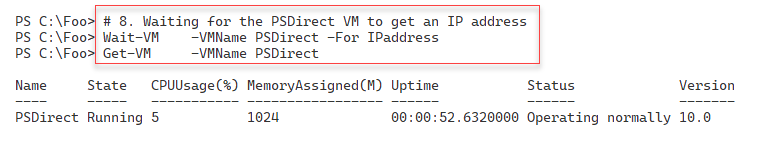 PS C:\Foo> # 8. Waiting for the PSDirect VM to get an IP address
PS C:\Foo> Wait-VM    -VMName PSDirect -For IPaddress
PS C:\Foo> Get-VM     -VMName PSDirect
Name     State   CPUUsage(%) MemoryAssigned(M) Uptime           Status             Version
----     -----   ----------- ----------------- ------           ------             -------
PSDirect Running 5           1024              00:00:52.6320000 Operating normally 10.0